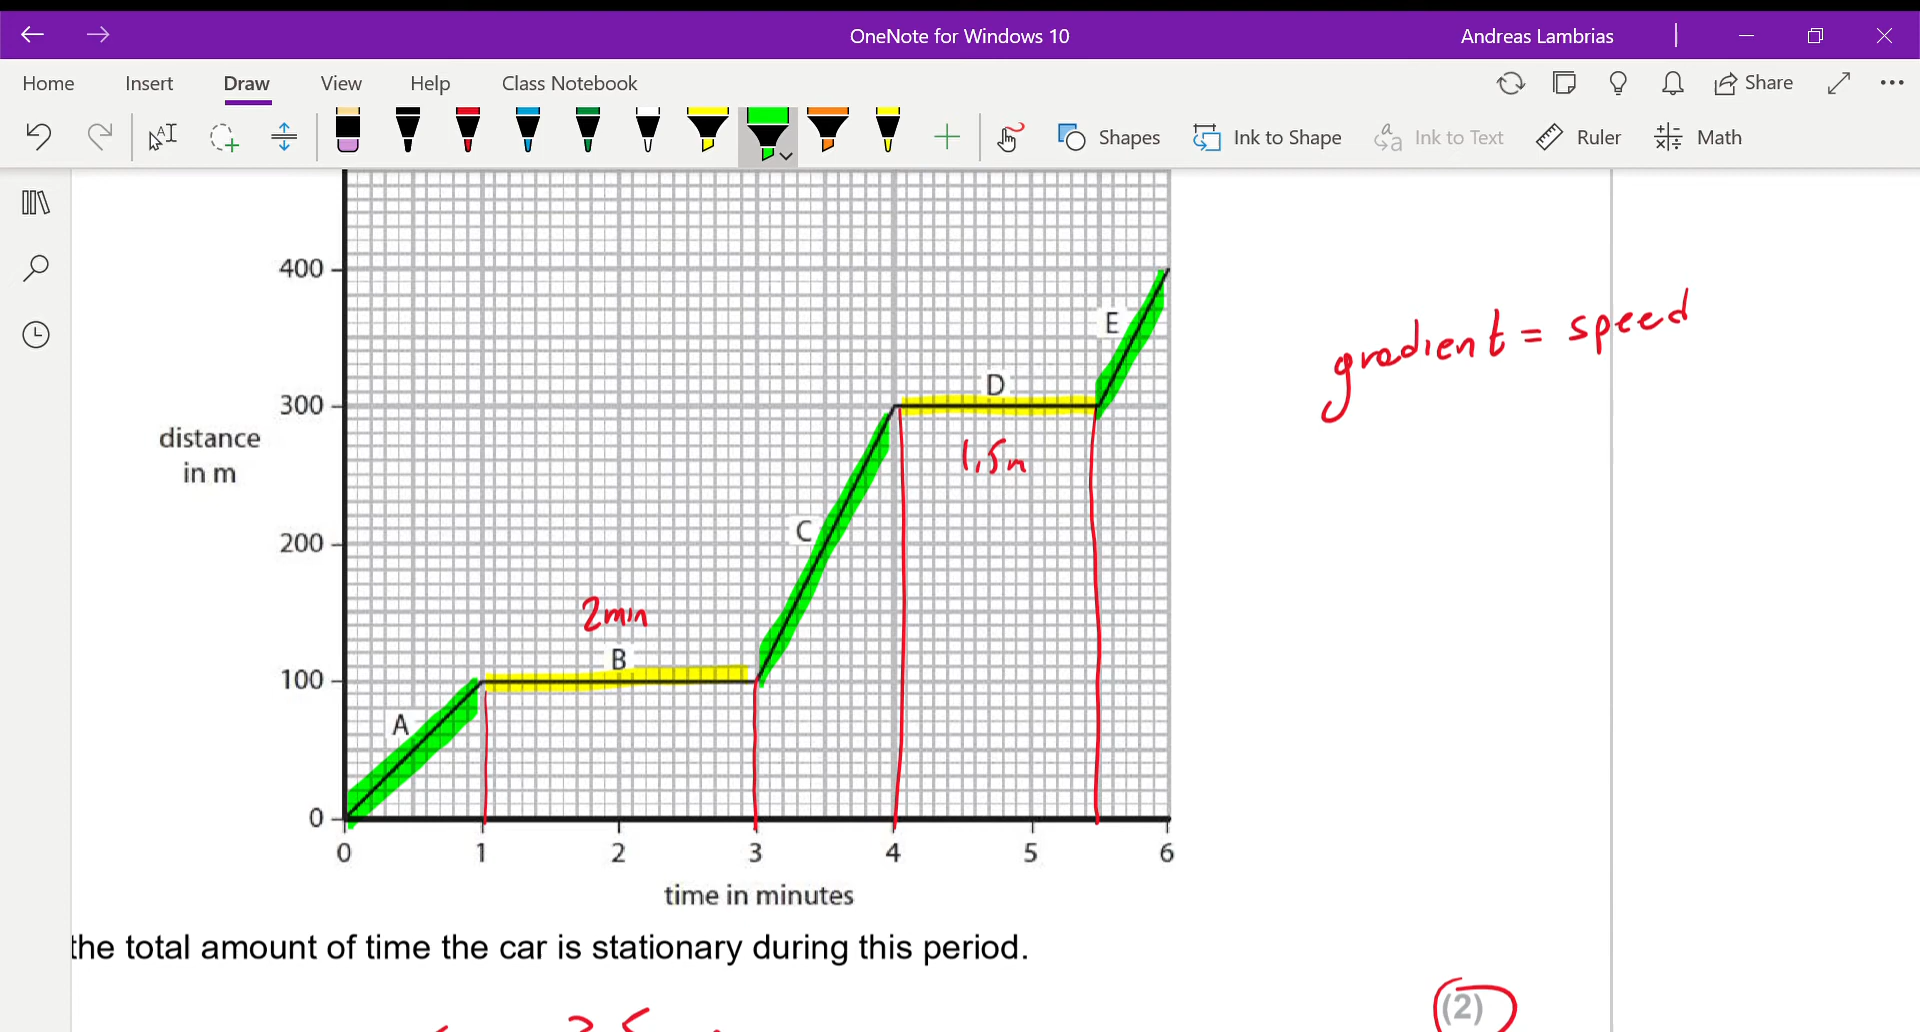 OneNote for Windows 10
Andreas Lambrias
Home Insert Draw View Help Class Notebook
Share
Shapes Ink to Shape Ink to Text Ruler Math
400
300
200
100
0
distance
in m
A
B
C
D
E
2min
1,5m
gradient = speed
0 1 2 3 4 5 6
time in minutes
the total amount of time the car is stationary during this period.
(2)